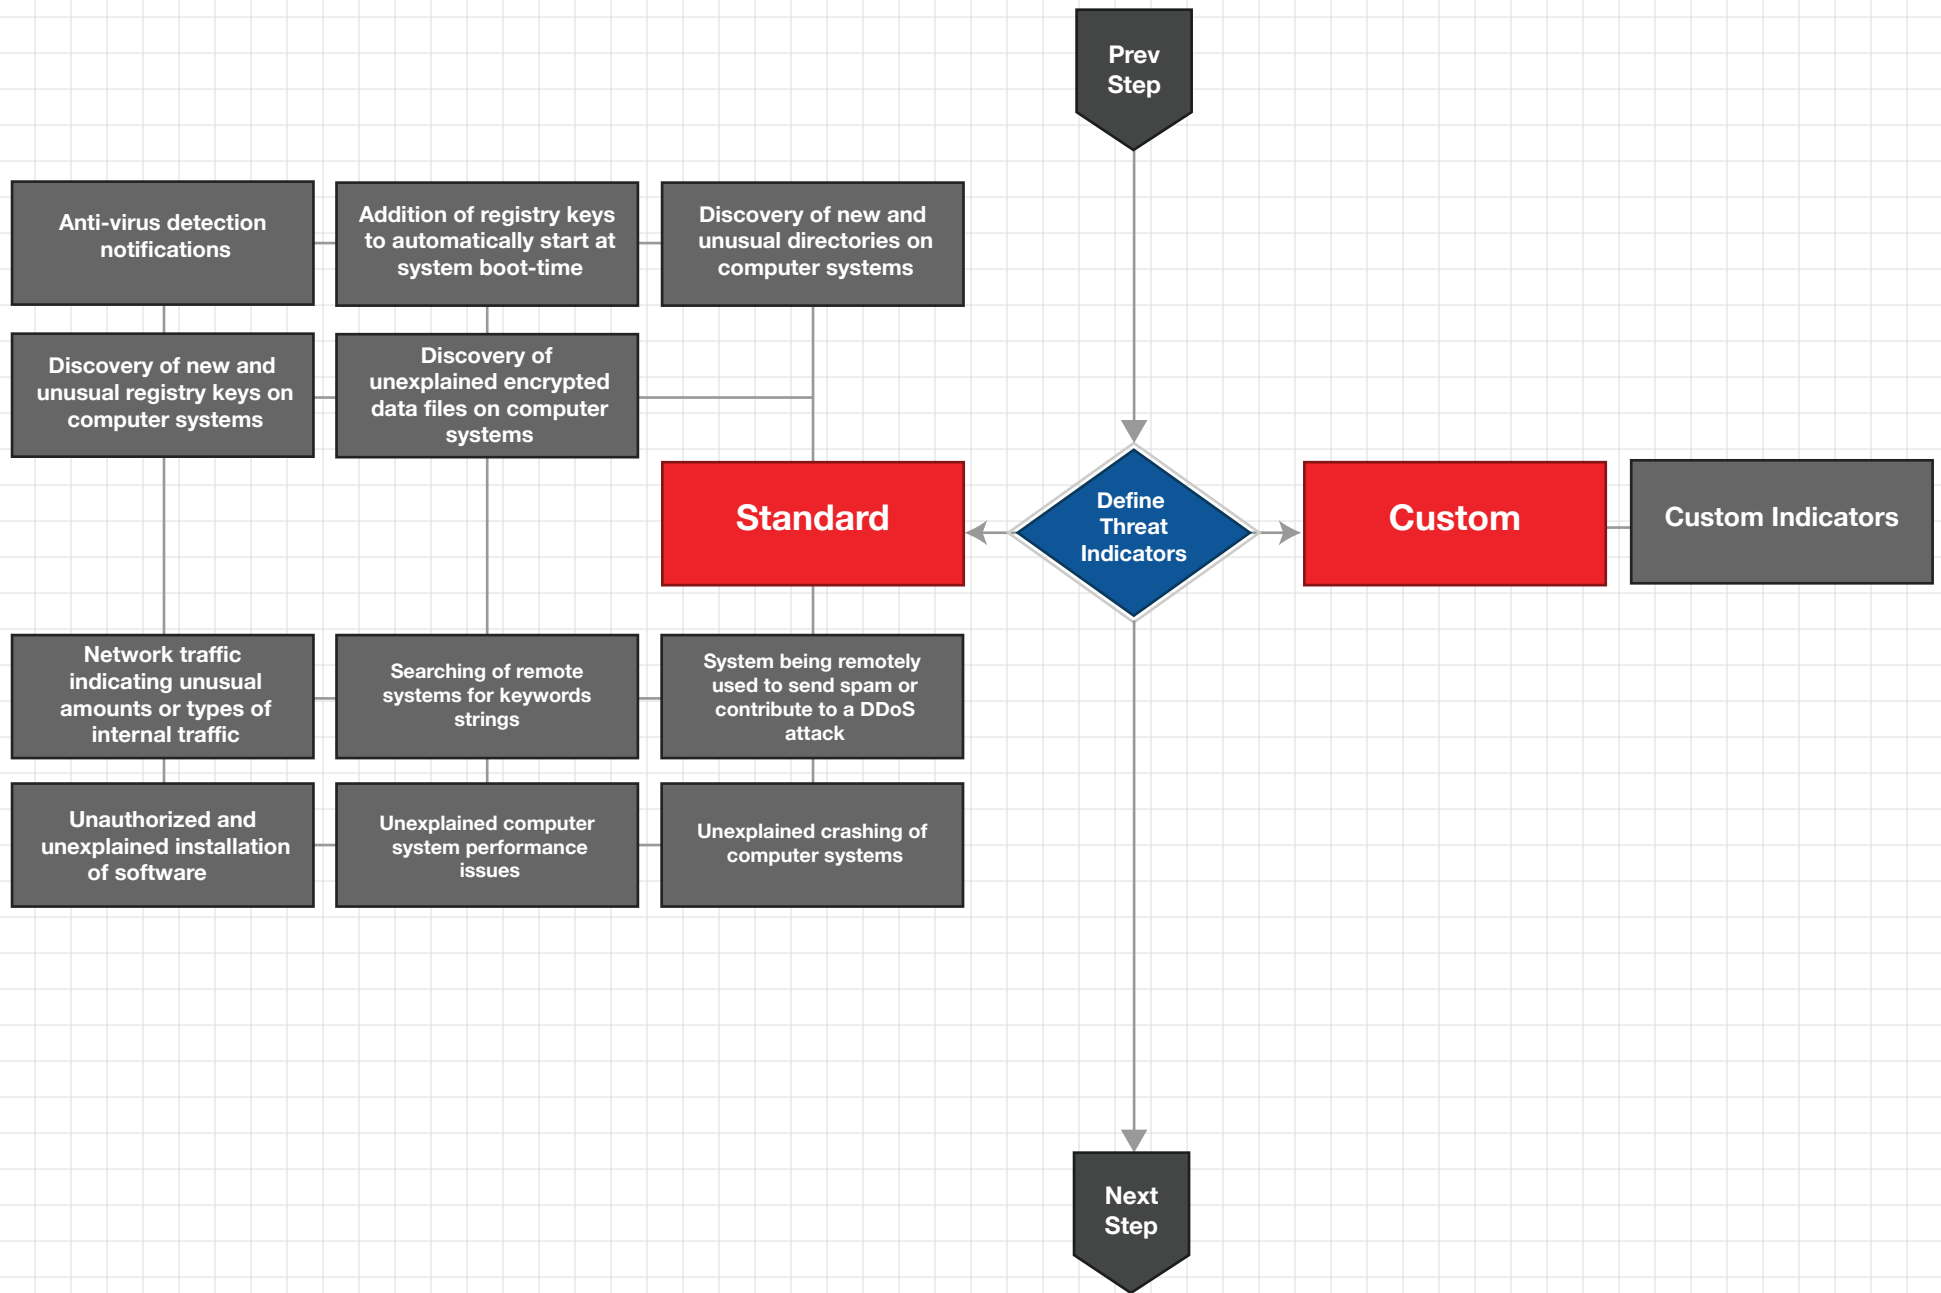 Prev
Step
Anti-virus detection
notifications
Addition of registry keys
to automatically start at
system boot-time
Discovery of new and
unusual directories on
computer systems
Discovery of new and
unusual registry keys on
computer systems
Discovery of
unexplained encrypted
data files on computer
systems
Standard
Define
Threat
Indicators
Custom
Custom Indicators
Network traffic
indicating unusual
amounts or types of
internal traffic
Searching of remote
systems for keywords
strings
System being remotely
used to send spam or
contribute to a DDoS
attack
Unauthorized and
unexplained installation
of software
Unexplained computer
system performance
issues
Unexplained crashing of
computer systems
Next
Step